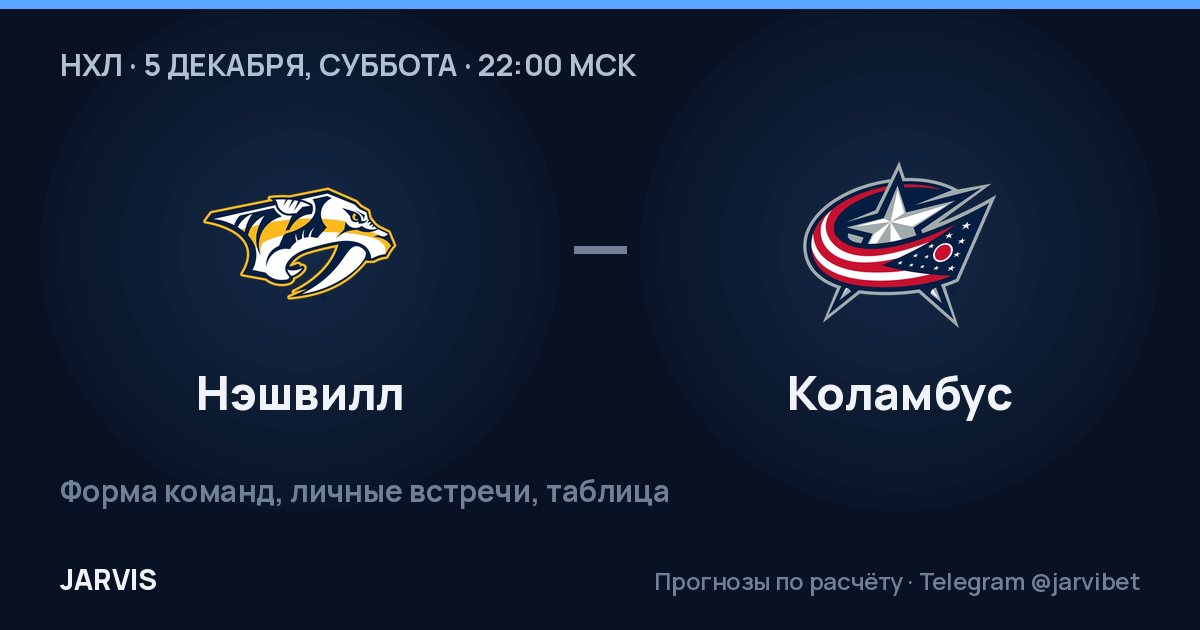 НХЛ · 5 ДЕКАБРЯ, СУББОТА · 22:00 МСК
—
Нэшвилл
Коламбус
Форма команд, личные встречи, таблица
JARVIS
Прогнозы по расчёту · Telegram @jarvibet